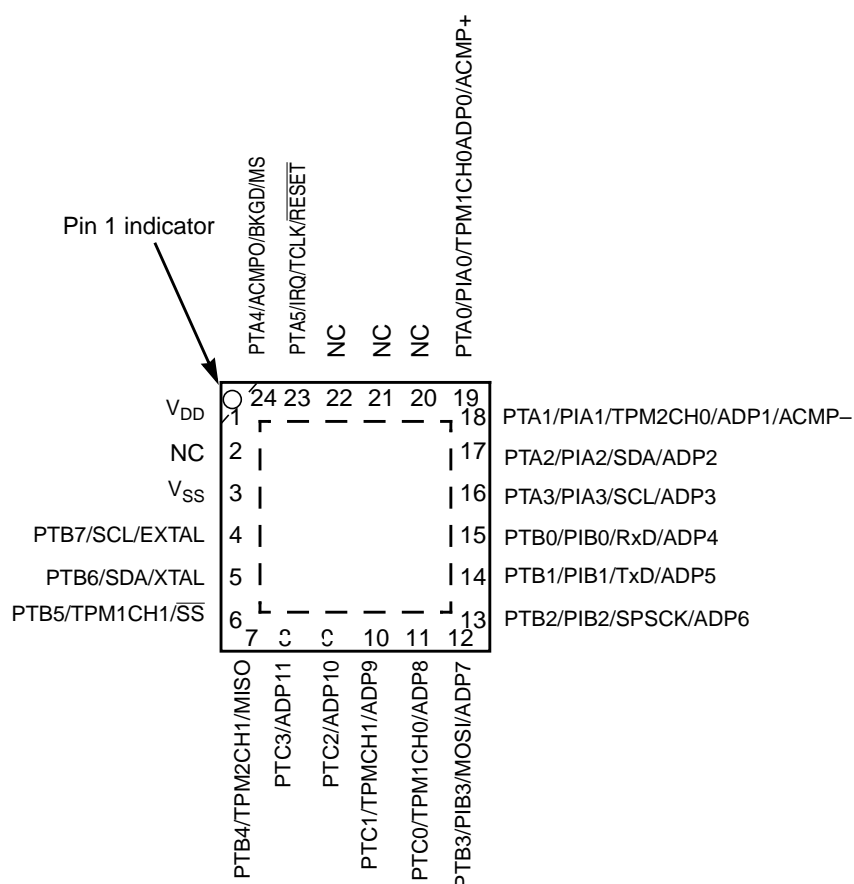 PTA0/PIA0/TPM1CH0ADP0/ACMP+
PTA4/ACMPO/BKGD/MS
PTA5/IRQ/TCLK/RESET
Pin 1 indicator
NC
NC
NC
24 23 22 21 20 19
VDD
1
18
PTA1/PIA1/TPM2CH0/ADP1/ACMP–
NC
2
17
PTA2/PIA2/SDA/ADP2
VSS
3
16
PTA3/PIA3/SCL/ADP3
PTB7/SCL/EXTAL
4
15
PTB0/PIB0/RxD/ADP4
PTB6/SDA/XTAL
5
14
PTB1/PIB1/TxD/ADP5
PTB5/TPM1CH1/SS
6
13
PTB2/PIB2/SPSCK/ADP6
7 10 11 12
PTB4/TPM2CH1/MISO
PTC3/ADP11
PTC2/ADP10
PTC1/TPMCH1/ADP9
PTC0/TPM1CH0/ADP8
PTB3/PIB3/MOSI/ADP7